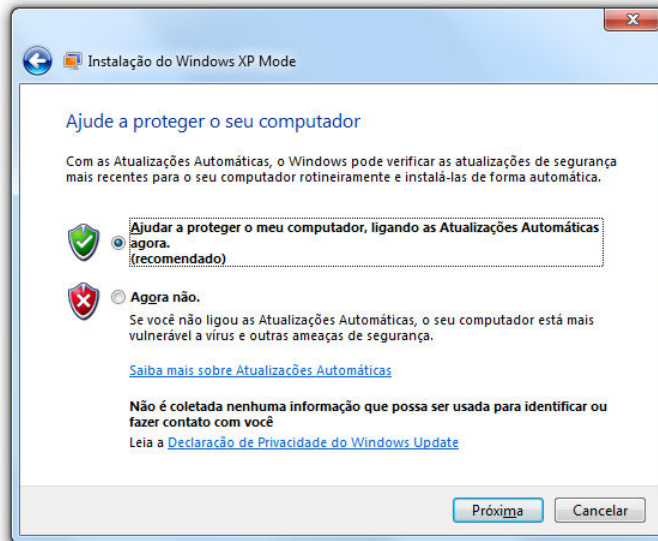 Instalação do Windows XP Mode
Ajude a proteger o seu computador
Com as Atualizações Automáticas, o Windows pode verificar as atualizações de segurança
mais recentes para o seu computador rotineiramente e instalá-las de forma automática.
Ajudar a proteger o meu computador, ligando as Atualizações Automáticas
agora.
(recomendado)
Agora não.
Se você não ligou as Atualizações Automáticas, o seu computador está mais
vulnerável a vírus e outras ameaças de segurança.
Saiba mais sobre Atualizações Automáticas
Não é coletada nenhuma informação que possa ser usada para identificar ou
fazer contato com você
Leia a Declaração de Privacidade do Windows Update
Próxima Cancelar